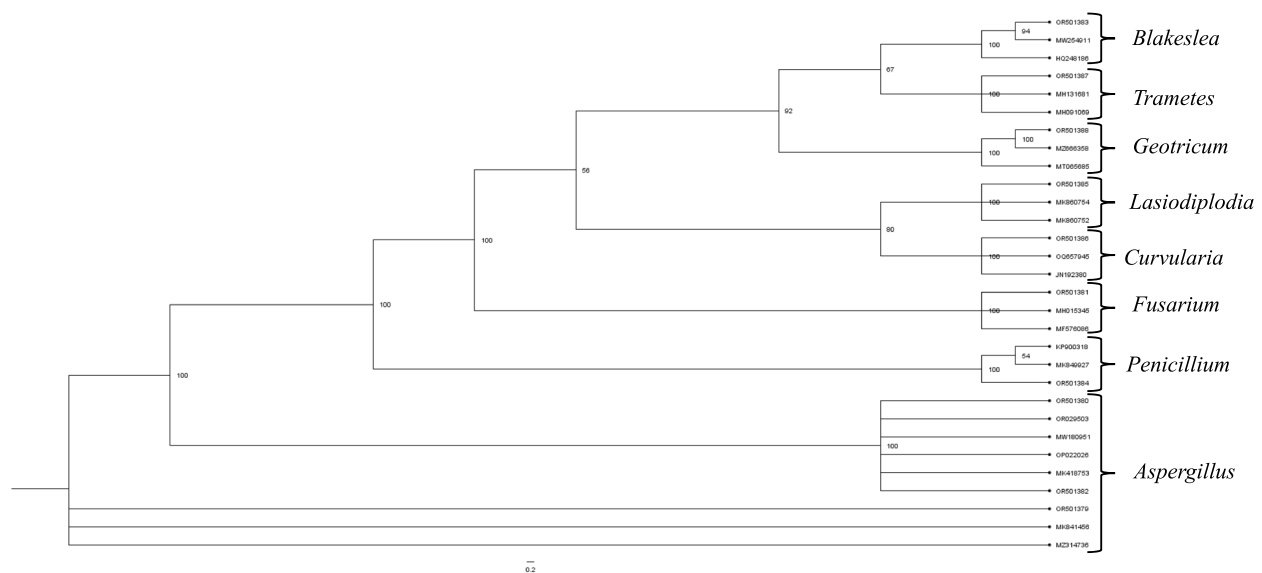 OR501383
94
MW254911
Blakeslea
100
HQ248186
67
OR501387
100
MH131681
Trametes
MH091069
92
OR501388
100
MZ666358
Geotricum
100
MT065685
56
OR501385
100
MK860754
Lasiodiplodia
MK860752
80
OR501386
100
OQ657945
Curvularia
JN192380
100
OR501381
100
MH015345
Fusarium
MF576086
100
KP900318
54
MK849927
Penicillium
100
OR501384
100
OR501380
OR029503
MW180951
100
OP022026
MK418753
Aspergillus
OR501382
OR501379
MK841456
MZ314736
0.2